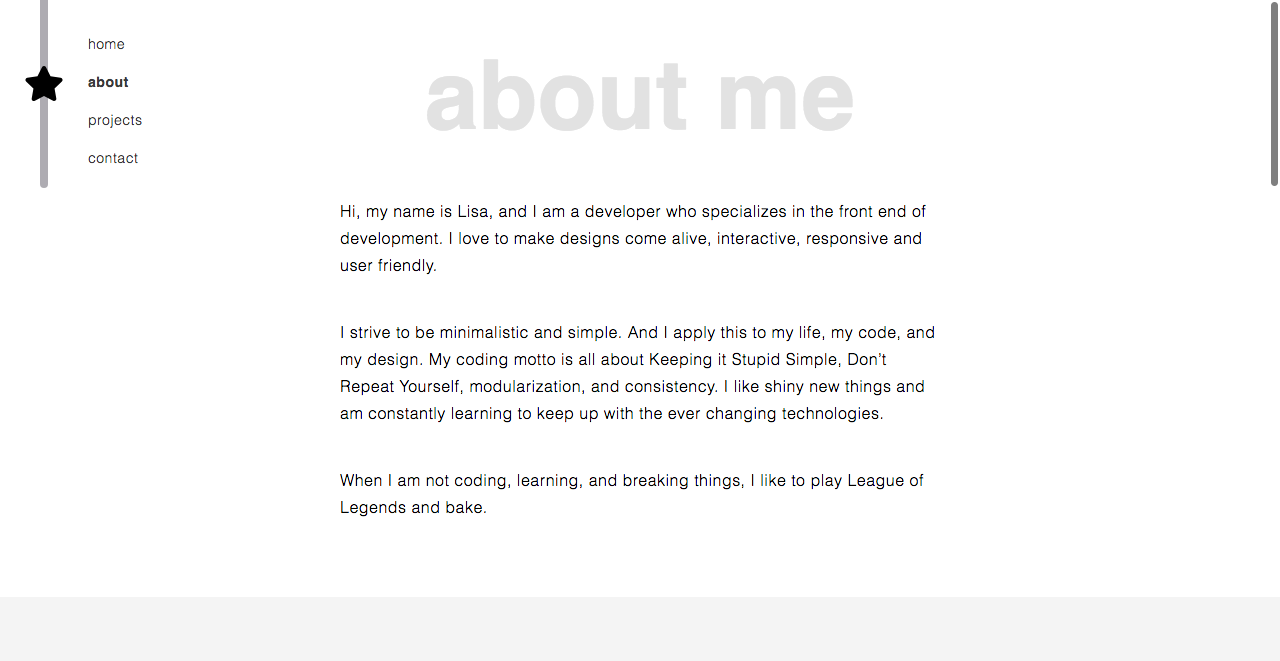 home
about
projects
contact
about me
Hi, my name is Lisa, and I am a developer who specializes in the front end of
development. I love to make designs come alive, interactive, responsive and
user friendly.
I strive to be minimalistic and simple. And I apply this to my life, my code, and
my design. My coding motto is all about Keeping it Stupid Simple, Don’t
Repeat Yourself, modularization, and consistency. I like shiny new things and
am constantly learning to keep up with the ever changing technologies.
When I am not coding, learning, and breaking things, I like to play League of
Legends and bake.